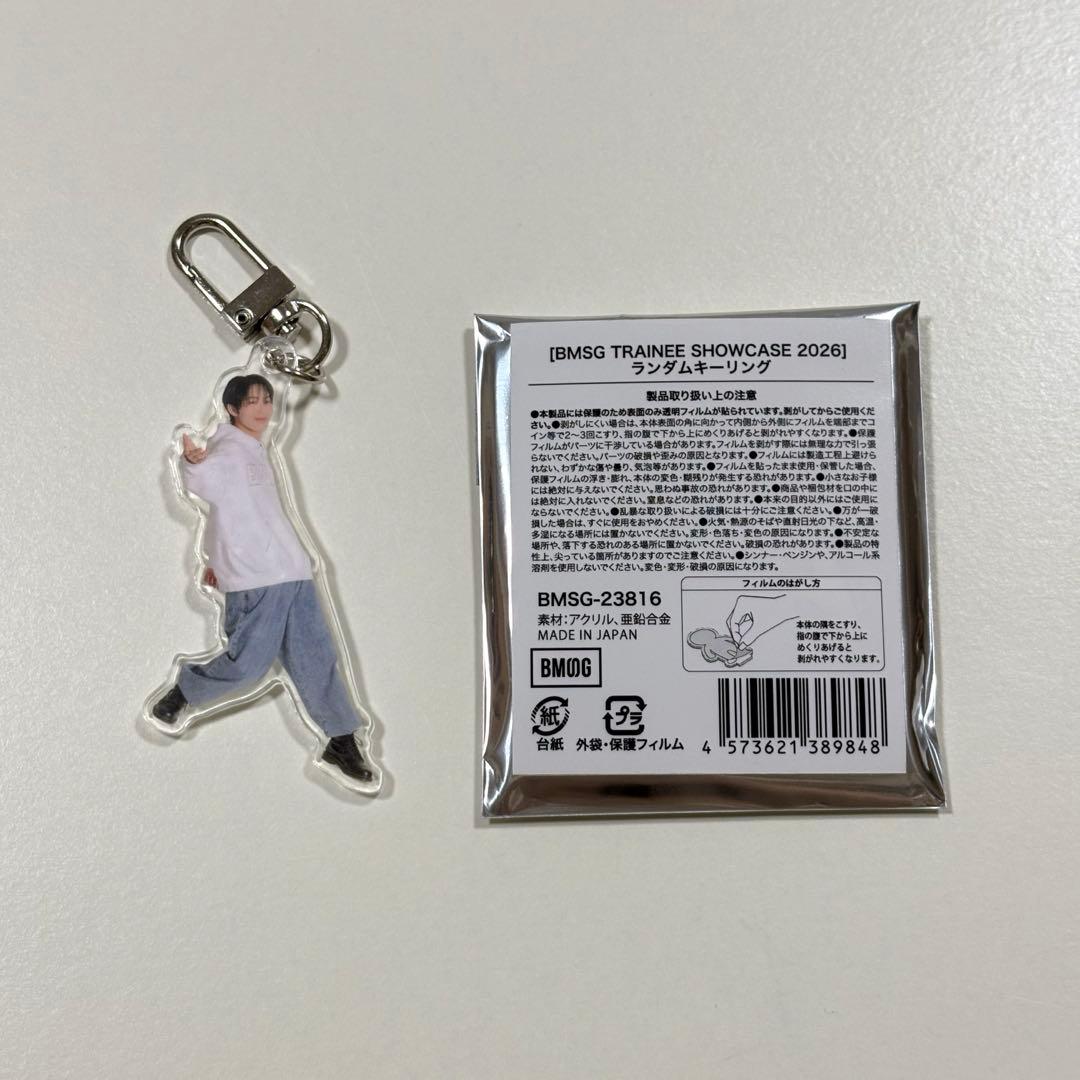 [BMSG TRAINEE SHOWCASE 2026]
ランダムキーリング
製品取り扱い上の注意
●本製品には保護のため表面のみ透明フィルムが貼られています。剥がしてからご使用くだ
さい。●剥がしにくい場合は、本体表面の角に向かって内側から外側にフィルムを端部までコ
イン等で2〜3回こすり、指の腹で下から上にめくりあげると剥がれやすくなります。●保護
フィルムがパーツに干渉している場合があります。フィルムを剥がす際には無理な力で引っ張
らないでください。パーツの破損や歪みの原因となります。●フィルムには製造工程上避けら
れない、わずかな傷や曇り、気泡等があります。●フィルムを貼ったまま使用・保管した場合、
保護フィルムの浮き・膨れ、本体の変色・糊残りが発生する恐れがあります。●小さなお子様
には絶対に与えないでください。思わぬ事故の恐れがあります。●商品や梱包材を口の中に
は絶対に入れないでください。窒息などの恐れがあります。●本来の目的以外にはご使用に
ならないでください。●乱暴な取り扱いによる破損には十分にご注意ください。●万が一破
損した場合は、すぐに使用をおやめください。●火気・熱源のそばや直射日光の下など、高温・
多湿になる場所には置かないでください。変形・色落ち・変色の原因になります。●不安定な
場所や、落下する恐れのある場所に置かないでください。破損の恐れがあります。●製品の特
性上、尖っている箇所がありますのでご注意ください。●シンナー・ベンジンや、アルコール系
溶剤を使用しないでください。変色・変形・破損の原因になります。
BMSG-23816
素材:アクリル、亜鉛合金
MADE IN JAPAN
BMSG
フィルムのはがし方
本体の隅をこすり、
指の腹で下から上に
めくりあげると
剥がれやすくなります。
紙
台紙
プラ
外袋・保護フィルム
4 573621 389848